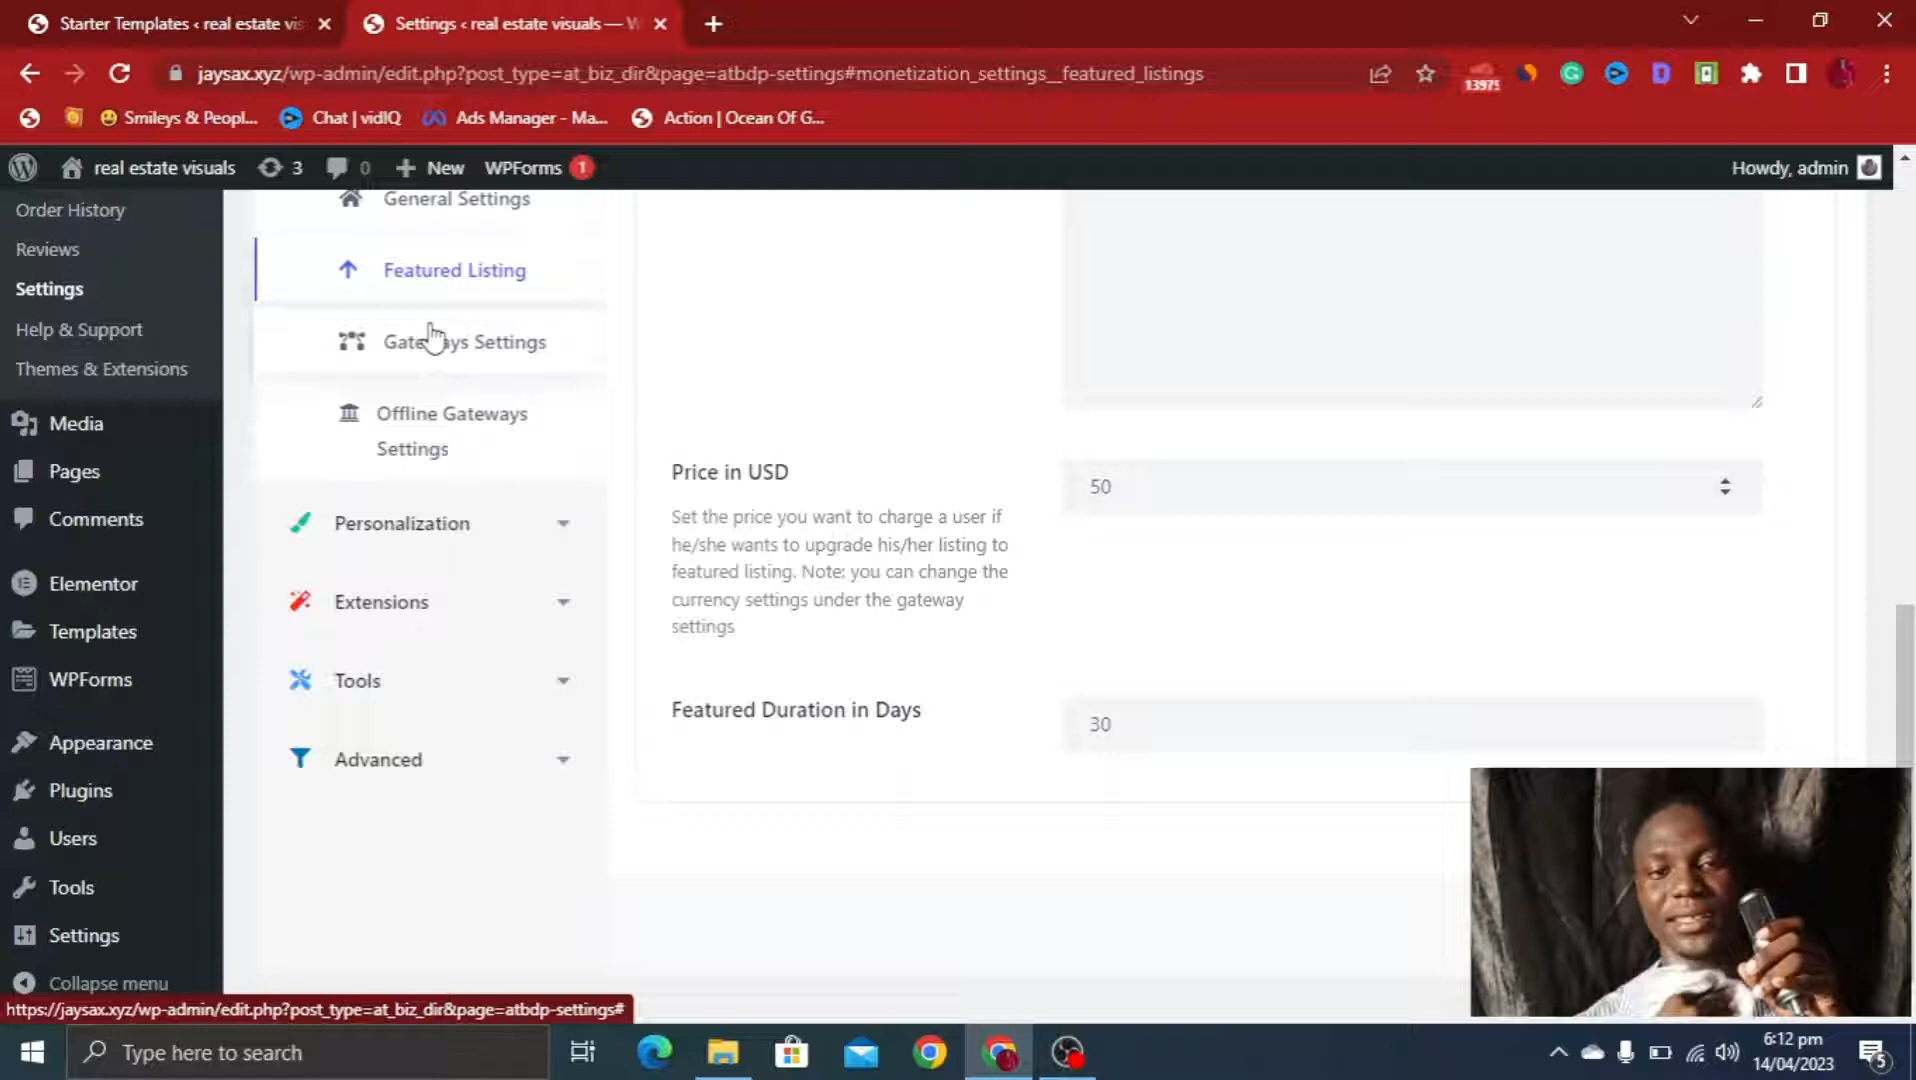 Starter Templates ‹ real estate vis
Settings ‹ real estate visuals — W
jaysax.xyz/wp-admin/edit.php?post_type=at_biz_dir&page=atbdp-settings#monetization_settings__featured_listings
13975
Smileys & Peopl...
Chat | vidIQ
Ads Manager - Ma...
Action | Ocean Of G...
real estate visuals
3
0
New
WPForms 1
Howdy, admin
Order History
Reviews
Settings
Help & Support
Themes & Extensions
Media
Pages
Comments
Elementor
Templates
WPForms
Appearance
Plugins
Users
Tools
Settings
Collapse menu
General Settings
Featured Listing
Gateways Settings
Offline Gateways
Settings
Personalization
Extensions
Tools
Advanced
Price in USD
50
Set the price you want to charge a user if
he/she wants to upgrade his/her listing to
featured listing. Note: you can change the
currency settings under the gateway
settings
Featured Duration in Days
30
https://jaysax.xyz/wp-admin/edit.php?post_type=at_biz_dir&page=atbdp-settings#
Type here to search
6:12 pm
14/04/2023
5